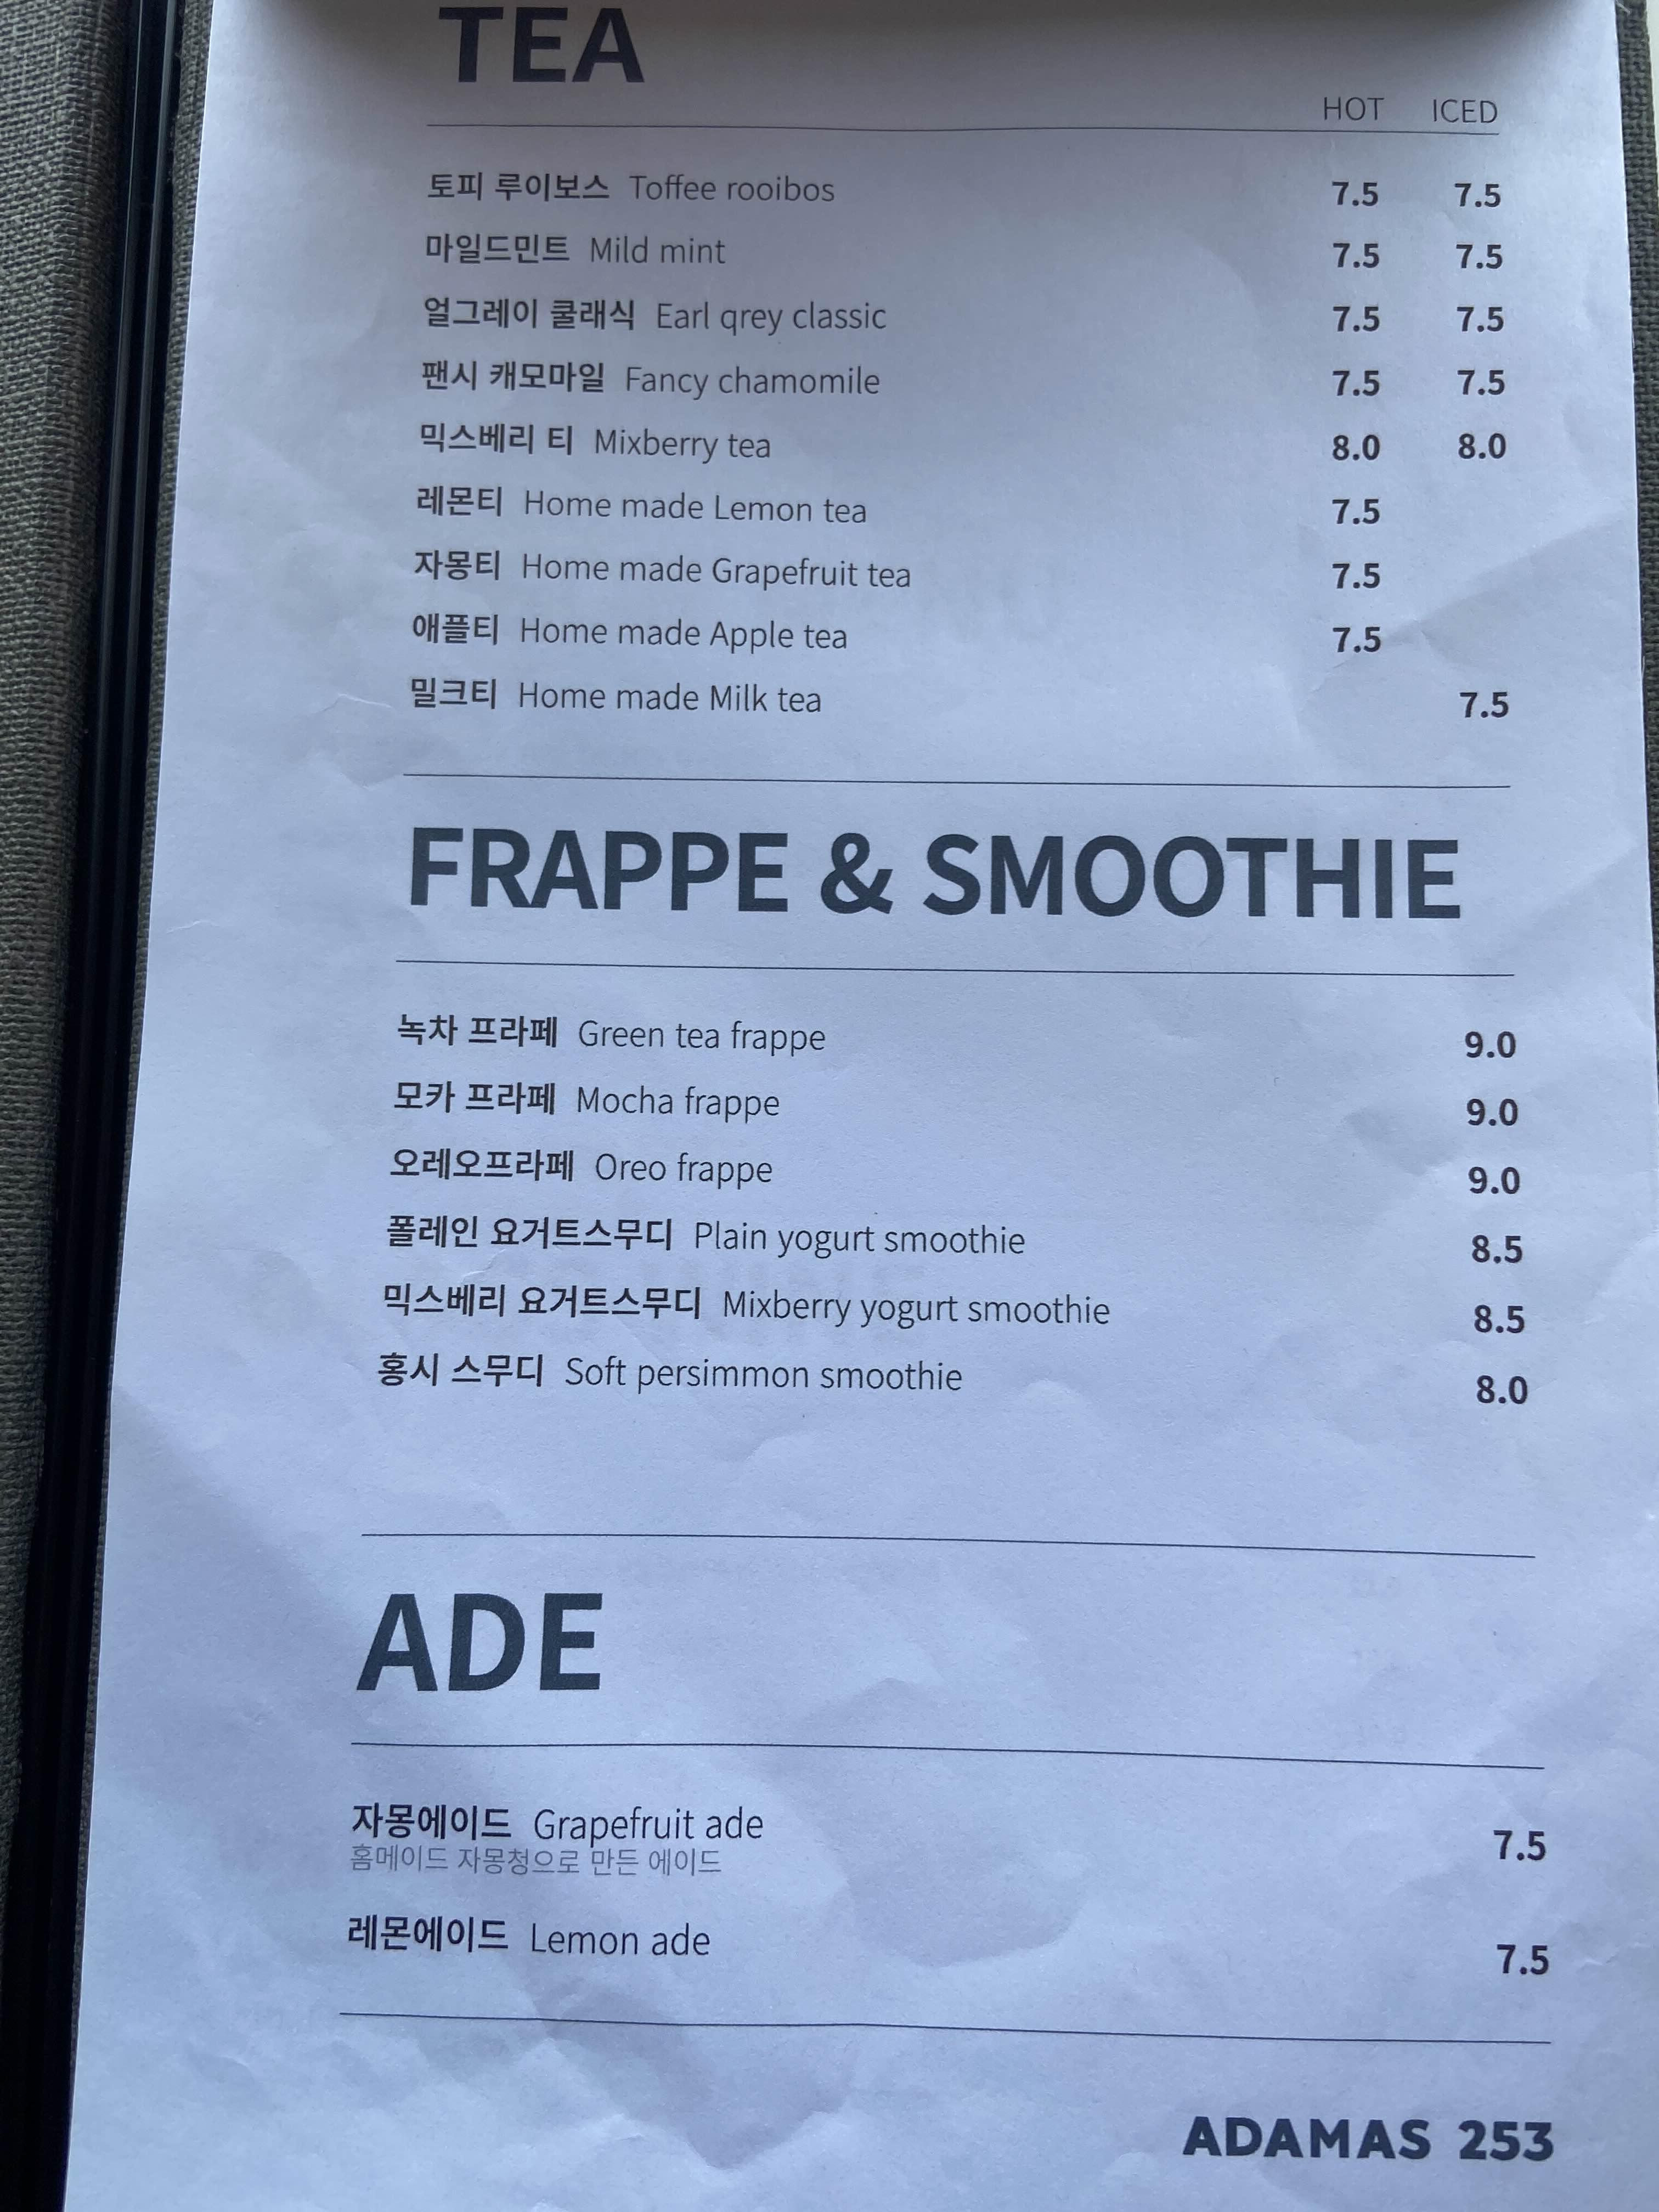 TEA
HOT ICED
토피 루이보스 Toffee rooibos 7.5 7.5
마일드민트 Mild mint 7.5 7.5
얼그레이 쿨래식 Earl qrey classic 7.5 7.5
팬시 캐모마일 Fancy chamomile 7.5 7.5
믹스베리 티 Mixberry tea 8.0 8.0
레몬티 Home made Lemon tea 7.5
자몽티 Home made Grapefruit tea 7.5
애플티 Home made Apple tea 7.5
밀크티 Home made Milk tea 7.5
FRAPPE & SMOOTHIE
녹차 프라페 Green tea frappe 9.0
모카 프라페 Mocha frappe 9.0
오레오프라페 Oreo frappe 9.0
폴레인 요거트스무디 Plain yogurt smoothie 8.5
믹스베리 요거트스무디 Mixberry yogurt smoothie 8.5
홍시 스무디 Soft persimmon smoothie 8.0
ADE
자몽에이드 Grapefruit ade 7.5
홈메이드 자몽청으로 만든 에이드
레몬에이드 Lemon ade 7.5
ADAMAS 253